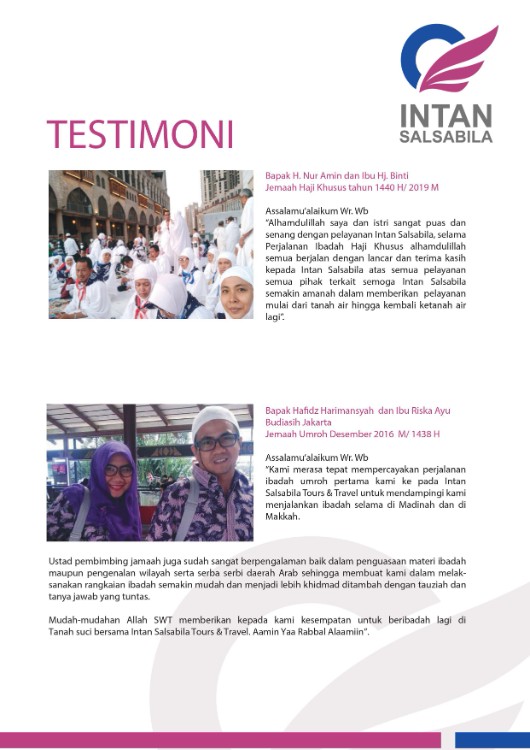 INTAN
SALSABILA
TESTIMONI
Bapak H. Nur Amin dan Ibu Hj. Binti
Jemaah Haji Khusus tahun 1440 H/ 2019 M
Assalamu'alaikum Wr. Wb
"Alhamdulillah saya dan istri sangat puas dan
senang dengan pelayanan Intan Salsabila, selama
Perjalanan Ibadah Haji Khusus alhamdulillah
semua berjalan dengan lancar dan terima kasih
kepada Intan Salsabila atas semua pelayanan
semua pihak terkait semoga Intan Salsabila
semakin amanah dalam memberikan pelayanan
mulai dari tanah air hingga kembali ketanah air
lagi".
Bapak Hafidz Harimansyah dan Ibu Riska Ayu
Budiasih Jakarta
Jemaah Umroh Desember 2016 M/ 1438 H
Assalamu'alaikum Wr. Wb
"Kami merasa tepat mempercayakan perjalanan
ibadah umroh pertama kami ke pada Intan
Salsabila Tours & Travel untuk mendampingi kami
menjalankan ibadah selama di Madinah dan di
Makkah.
Ustad pembimbing jamaah juga sudah sangat berpengalaman baik dalam penguasaan materi ibadah
maupun pengenalan wilayah serta serba serbi daerah Arab sehingga membuat kami dalam melak-
sanakan rangkaian ibadah semakin mudah dan menjadi lebih khidmad ditambah dengan tauziah dan
tanya jawab yang tuntas.
Mudah-mudahan Allah SWT memberikan kepada kami kesempatan untuk beribadah lagi di
Tanah suci bersama Intan Salsabila Tours & Travel. Aamin Yaa Rabbal Alaamiin".